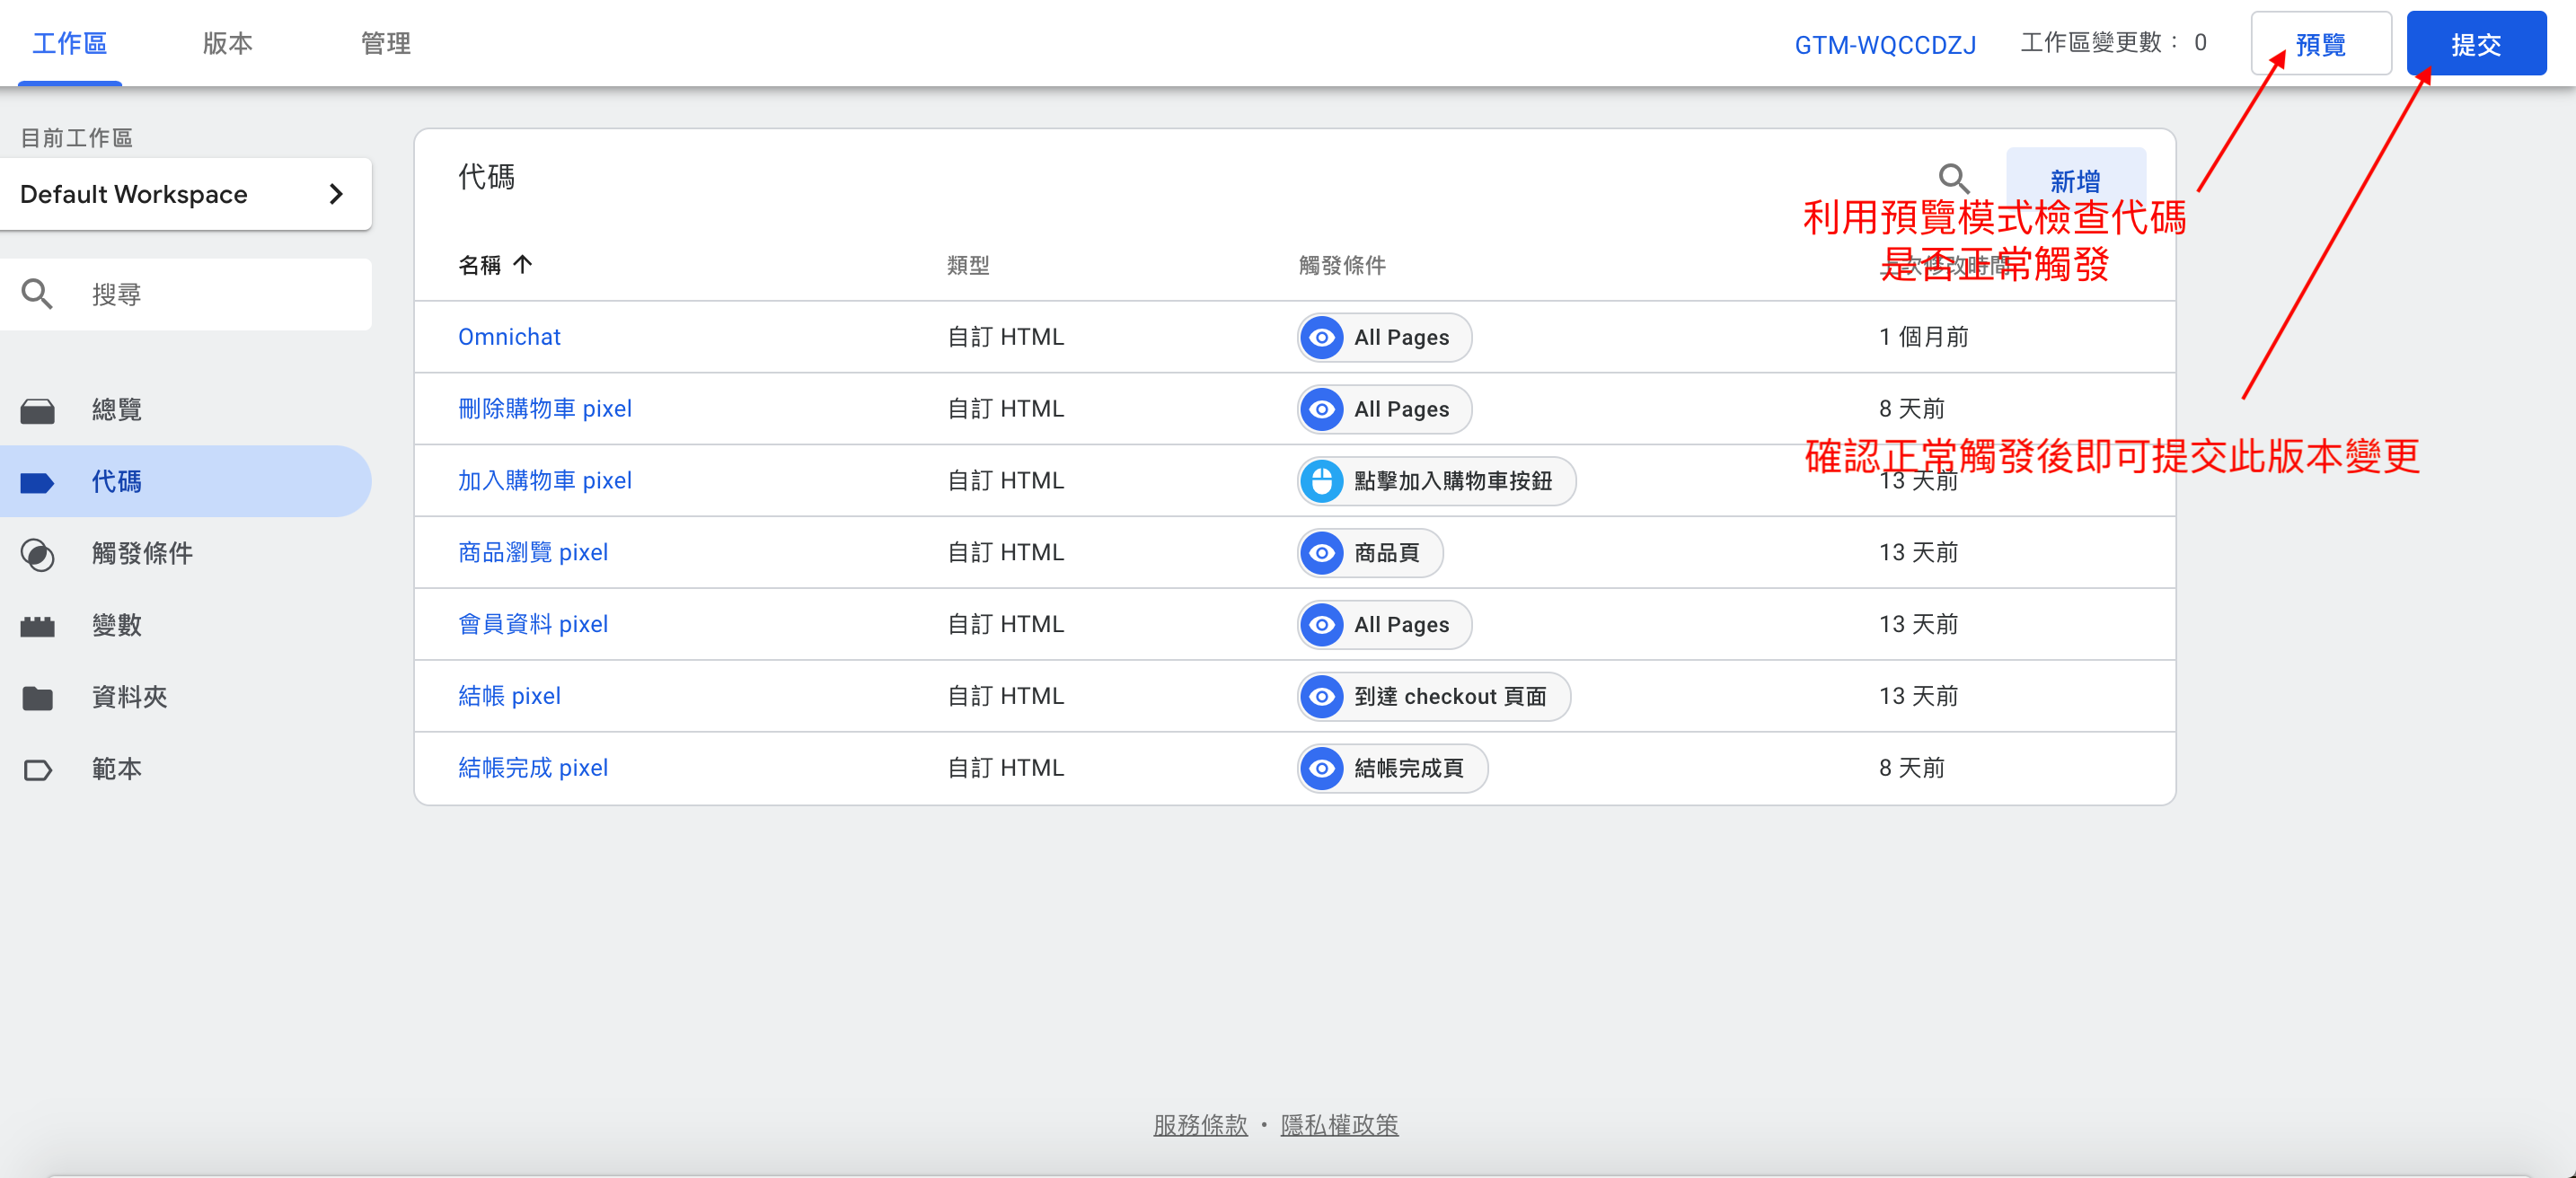 工作區 版本 管理 GTM-WQCCDZJ 工作區變更數： 0 預覽 提交
目前工作區
Default Workspace
搜尋
總覽
代碼
觸發條件
變數
資料夾
範本
代碼 新增
利用預覽模式檢查代碼
是否正常觸發
名稱 類型 觸發條件 上次修改時間
Omnichat 自訂 HTML All Pages 1 個月前
刪除購物車 pixel 自訂 HTML All Pages 8 天前
確認正常觸發後即可提交此版本變更
加入購物車 pixel 自訂 HTML 點擊加入購物車按鈕 13 天前
商品瀏覽 pixel 自訂 HTML 商品頁 13 天前
會員資料 pixel 自訂 HTML All Pages 13 天前
結帳 pixel 自訂 HTML 到達 checkout 頁面 13 天前
結帳完成 pixel 自訂 HTML 結帳完成頁 8 天前
服務條款 • 隱私權政策